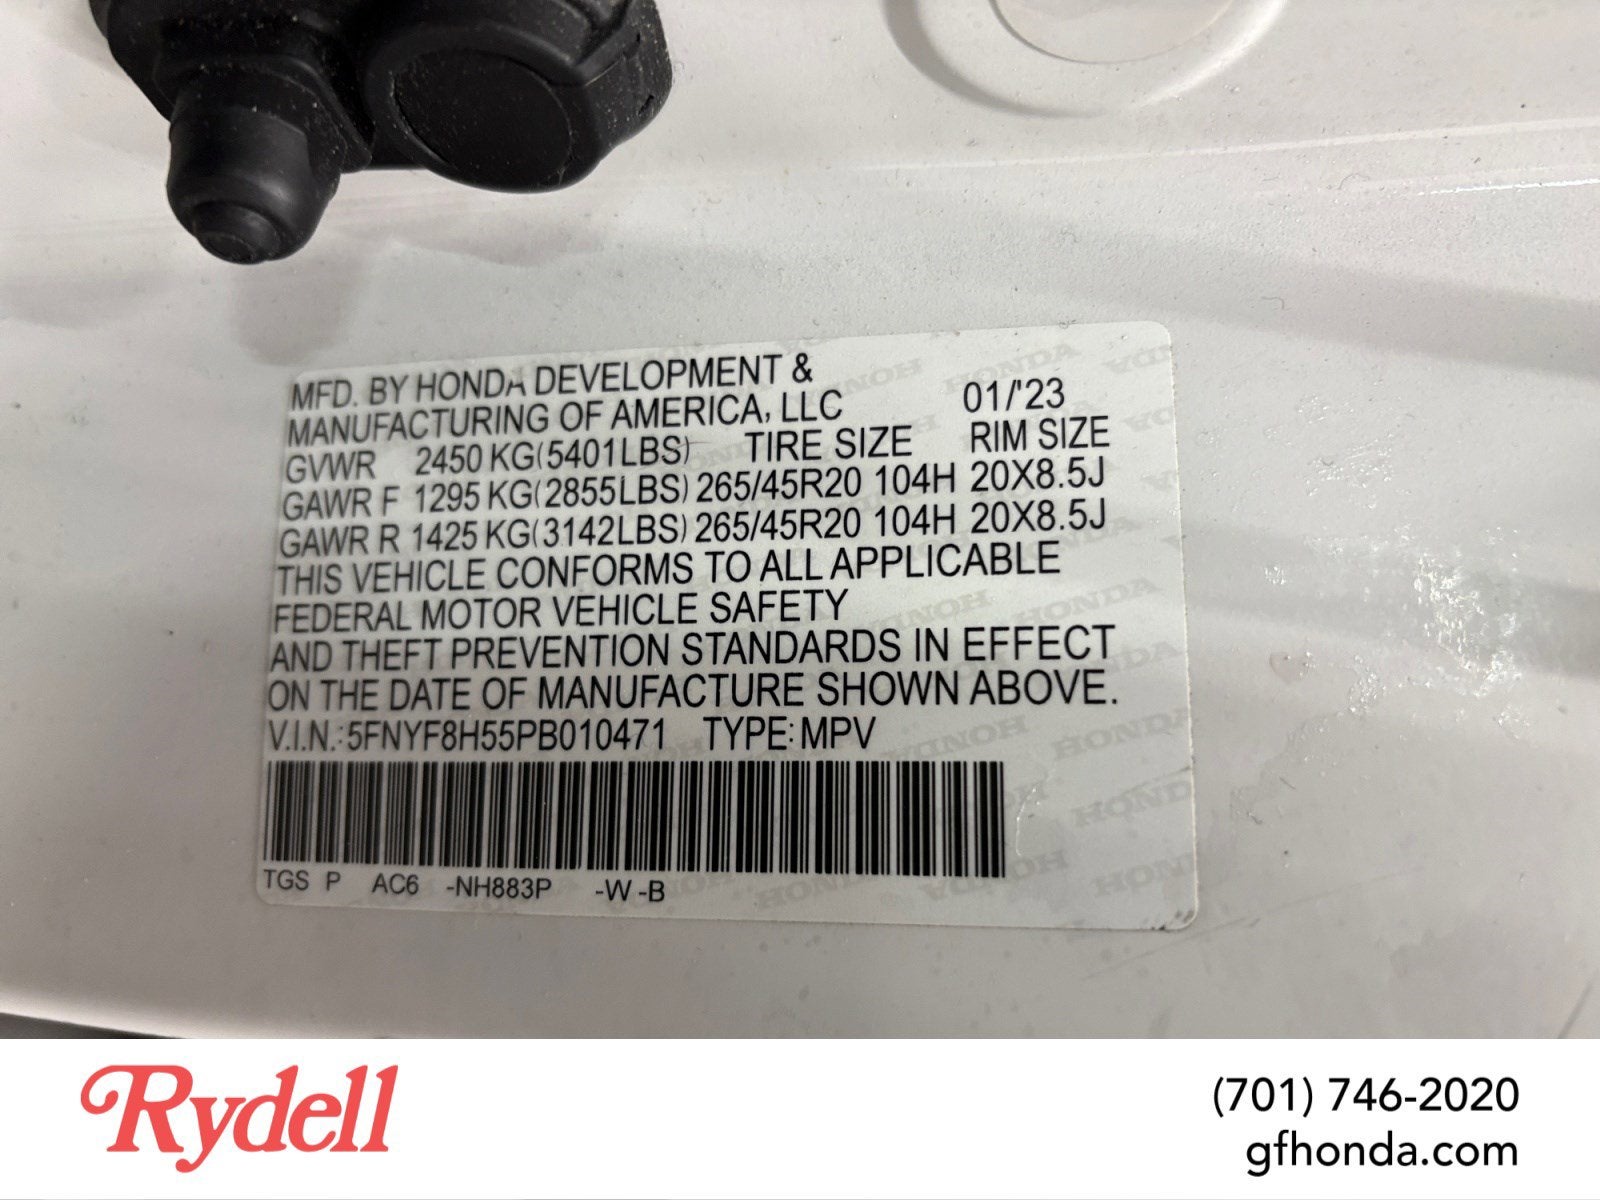 MFD. BY HONDA DEVELOPMENT &
MANUFACTURING OF AMERICA, LLC 01/'23
GVWR 2450 KG(5401LBS) TIRE SIZE RIM SIZE
GAWR F 1295 KG(2855LBS) 265/45R20 104H 20X8.5J
GAWR R 1425 KG(3142LBS) 265/45R20 104H 20X8.5J
THIS VEHICLE CONFORMS TO ALL APPLICABLE
FEDERAL MOTOR VEHICLE SAFETY
AND THEFT PREVENTION STANDARDS IN EFFECT
ON THE DATE OF MANUFACTURE SHOWN ABOVE.
V.I.N.:5FNYF8H55PB010471 TYPE:MPV
TGS P AC6 -NH883P -W -B
Rydell
(701) 746-2020
gfhonda.com